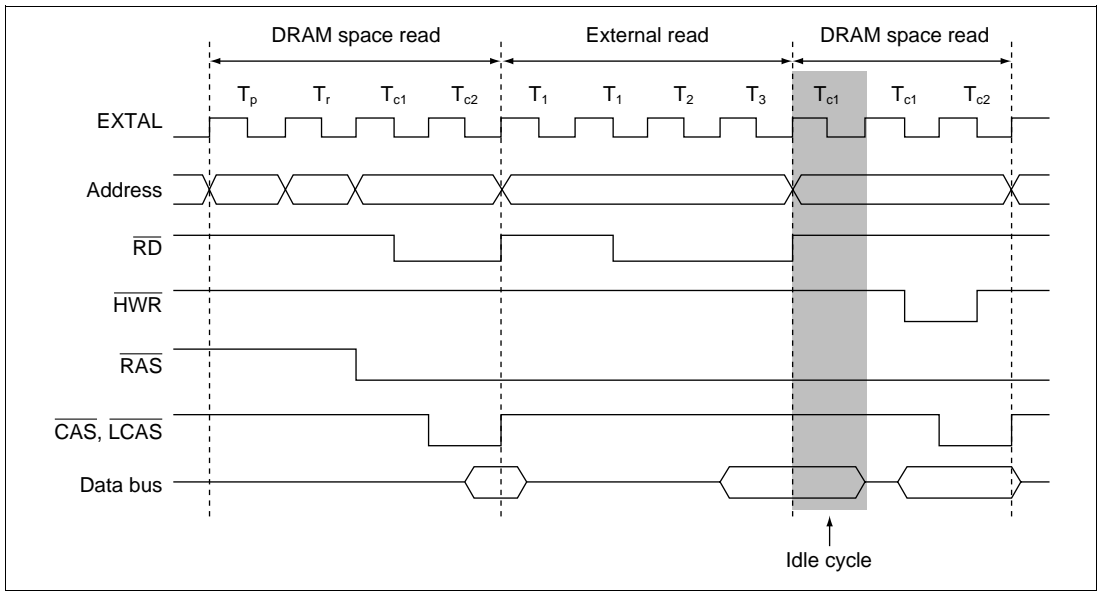 DRAM space read External read DRAM space read
Tp Tr Tc1 Tc2 T1 T1 T2 T3 Tc1 Tc1 Tc2
EXTAL
Address
RD
HWR
RAS
CAS, LCAS
Data bus
Idle cycle